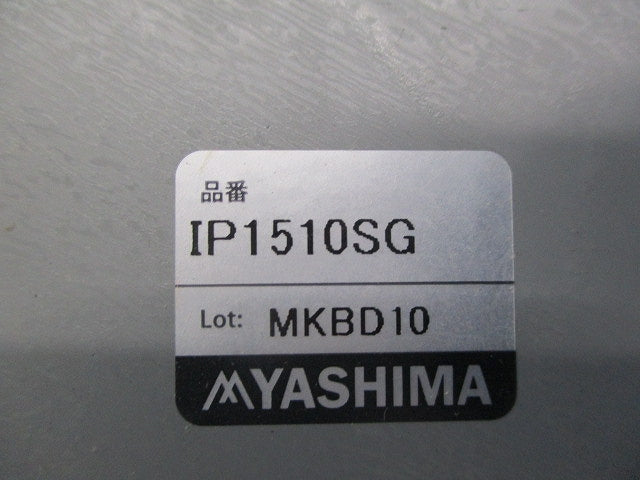 品番
IP1510SG
Lot: MKBD10
YASHIMA